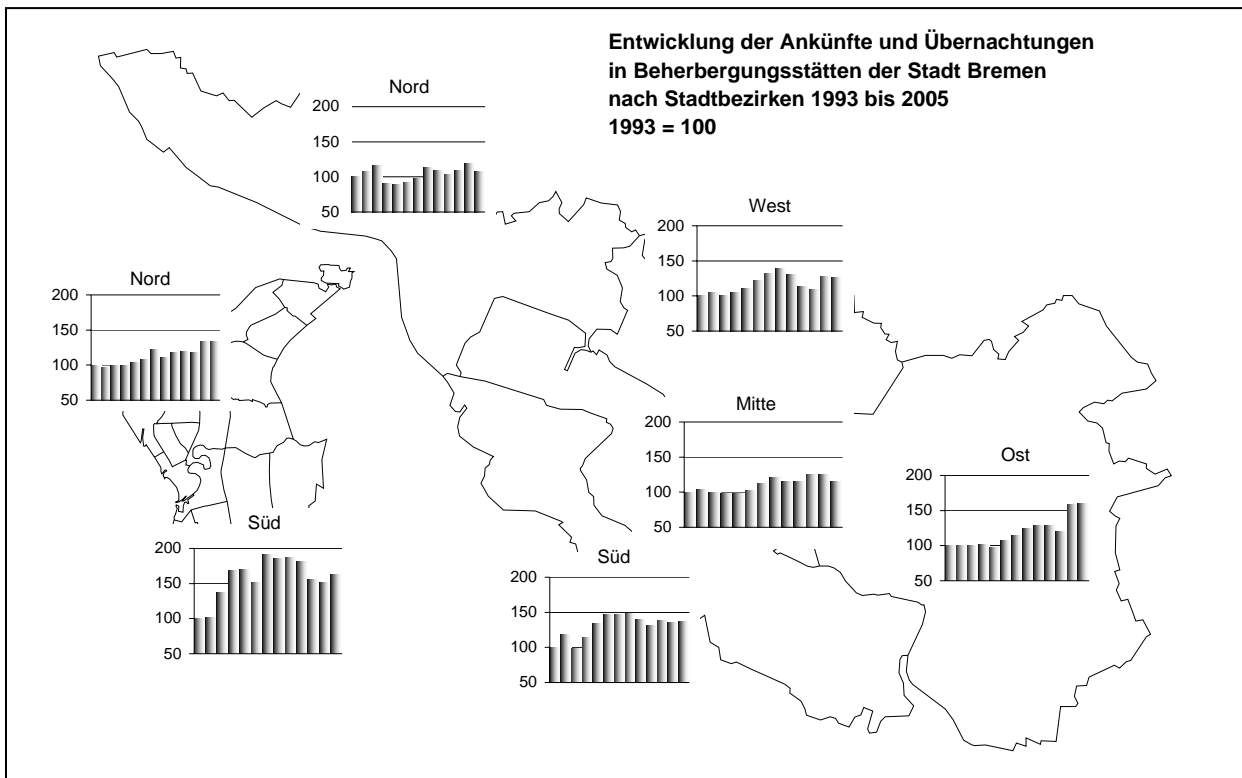 Entwicklung der Ankünfte und Übernachtungen
in Beherbergungsstätten der Stadt Bremen
nach Stadtbezirken 1993 bis 2005
1993 = 100
Nord
200
150
100
50
West
200
150
100
50
Nord
200
150
100
50
Mitte
200
150
100
50
Ost
200
150
100
50
Süd
200
150
100
50
Süd
200
150
100
50